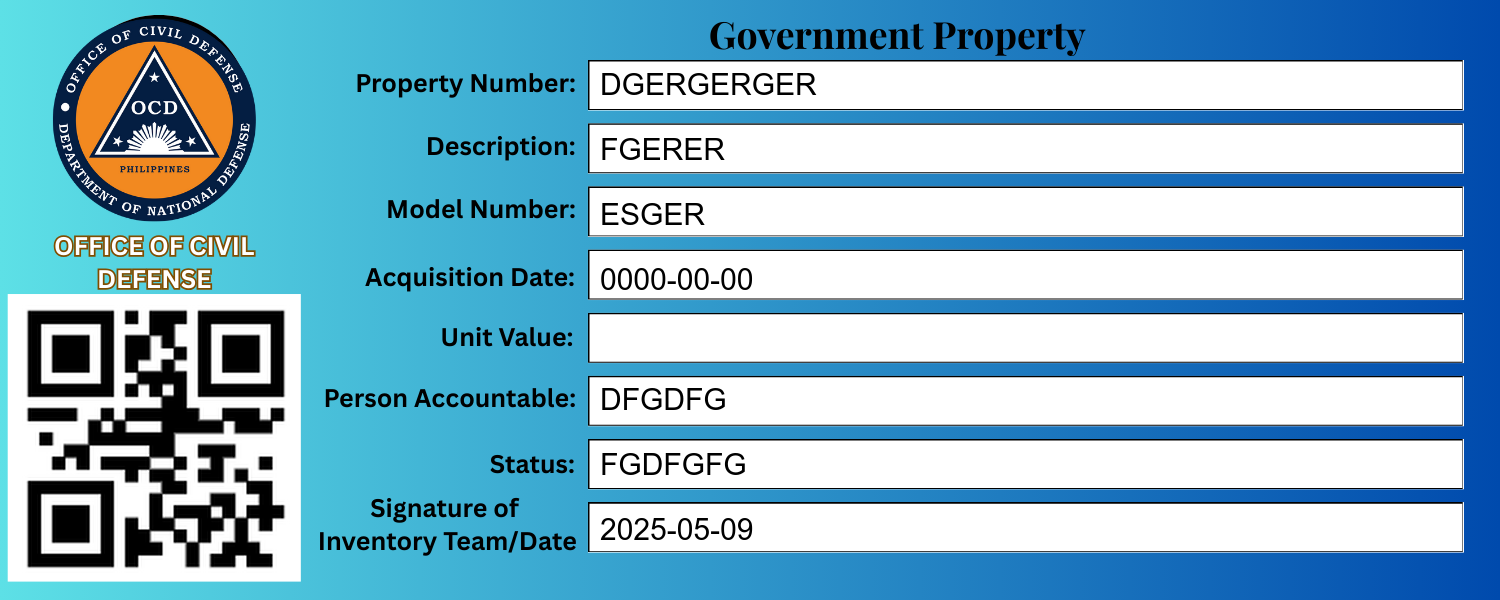 OFFICE OF CIVIL DEFENSE
OCD
PHILIPPINES
DEPARTMENT OF NATIONAL DEFENSE
OFFICE OF CIVIL
DEFENSE
Government Property
Property Number: DGERGERGER
Description: FGERER
Model Number: ESGER
Acquisition Date: 0000-00-00
Unit Value:
Person Accountable: DFGDFG
Status: FGDFGFG
Signature of
Inventory Team/Date 2025-05-09